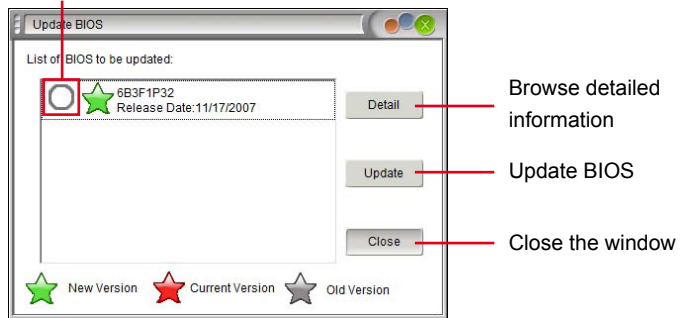 Update BIOS
List of BIOS to be updated:
6B3F1P32
Release Date:11/17/2007
Detail
Update
Close
New Version
Current Version
Old Version
Browse detailed
information
Update BIOS
Close the window